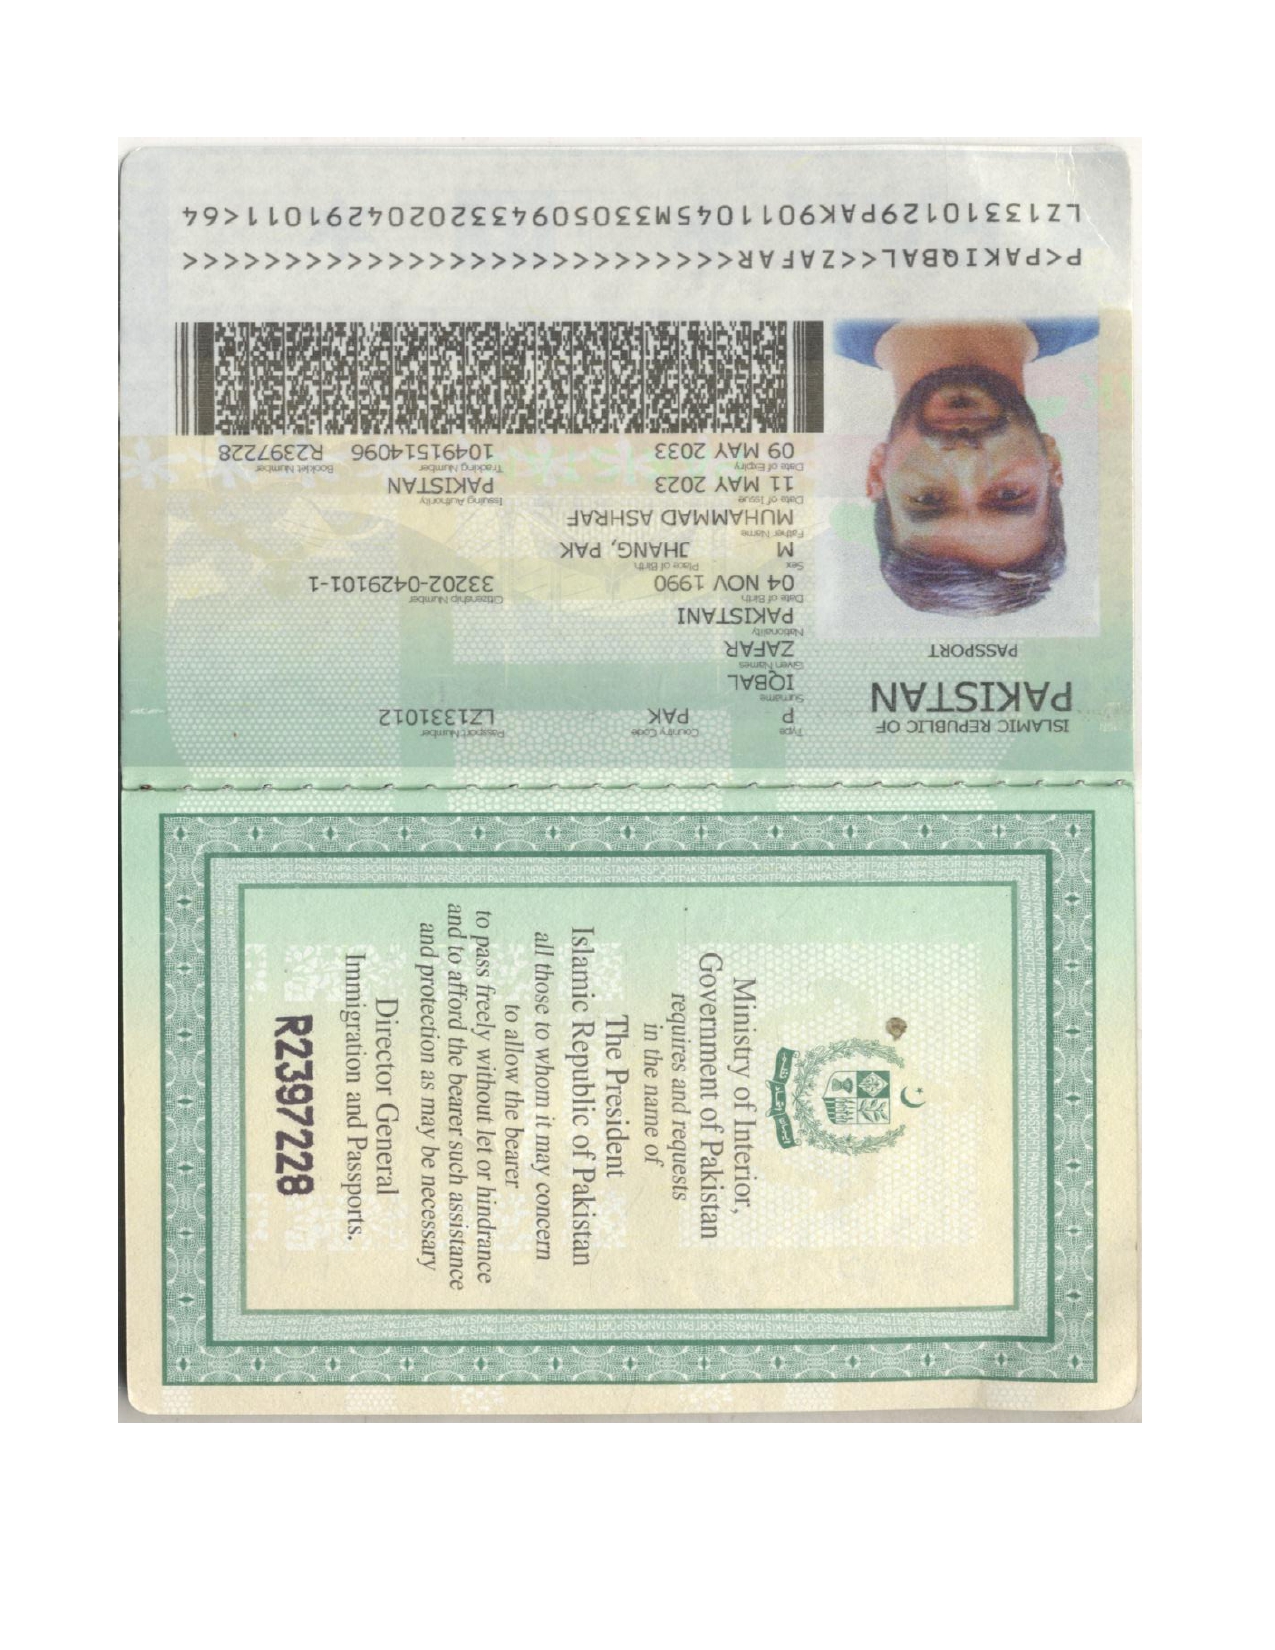 Ministry of Interior,
Government of Pakistan
requires and requests
in the name of
The President
Islamic Republic of Pakistan
all those to whom it may concern
to allow the bearer
to pass freely without let or hindrance
and to afford the bearer such assistance
and protection as may be necessary
Director General
Immigration and Passports.
R2397228
ISLAMIC REPUBLIC OF
PAKISTAN
PASSPORT
Type Country Code Passport Number
P PAK LZ1331012
Surname
IQBAL
Given Names
ZAFAR
Nationality
PAKISTANI
Date of Birth Citizenship Number
04 NOV 1990 33202-0429101-1
Sex Place of Birth
M JHANG, PAK
Father Name
MUHAMMAD ASHRAF
Date of Issue Issuing Authority
11 MAY 2023 PAKISTAN
Date of Expiry Tracking Number Booklet Number
09 MAY 2033 10491514096 R2397228
P<PAKIQBAL<<ZAFAR<<<<<<<<<<<<<<<<<<<<<<<<<<<
LZ13310129PAK9011045M33050943320204291011<64